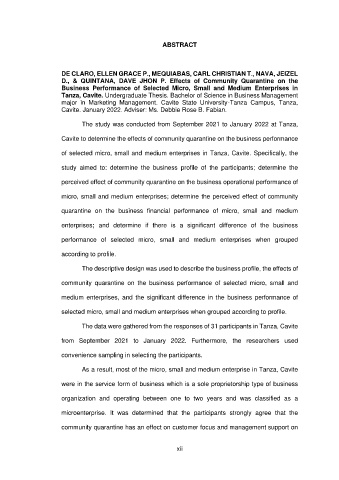 ABSTRACT
DE CLARO, ELLEN GRACE P., MEQUIABAS, CARL CHRISTIAN T., NAVA, JEIZEL
D., & QUINTANA, DAVE JHON P. Effects of Community Quarantine on the
Business Performance of Selected Micro, Small and Medium Enterprises in
Tanza, Cavite. Undergraduate Thesis. Bachelor of Science in Business Management
major in Marketing Management. Cavite State University-Tanza Campus, Tanza,
Cavite. January 2022. Adviser: Ms. Debbie Rose B. Fabian.
The study was conducted from September 2021 to January 2022 at Tanza,
Cavite to determine the effects of community quarantine on the business performance
of selected micro, small and medium enterprises in Tanza, Cavite. Specifically, the
study aimed to: determine the business profile of the participants; determine the
perceived effect of community quarantine on the business operational performance of
micro, small and medium enterprises; determine the perceived effect of community
quarantine on the business financial performance of micro, small and medium
enterprises; and determine if there is a significant difference of the business
performance of selected micro, small and medium enterprises when grouped
according to profile.
The descriptive design was used to describe the business profile, the effects of
community quarantine on the business performance of selected micro, small and
medium enterprises, and the significant difference in the business performance of
selected micro, small and medium enterprises when grouped according to profile.
The data were gathered from the responses of 31 participants in Tanza, Cavite
from September 2021 to January 2022. Furthermore, the researchers used
convenience sampling in selecting the participants.
As a result, most of the micro, small and medium enterprise in Tanza, Cavite
were in the service form of business which is a sole proprietorship type of business
organization and operating between one to two years and was classified as a
microenterprise. It was determined that the participants strongly agree that the
community quarantine has an effect on customer focus and management support on
xii